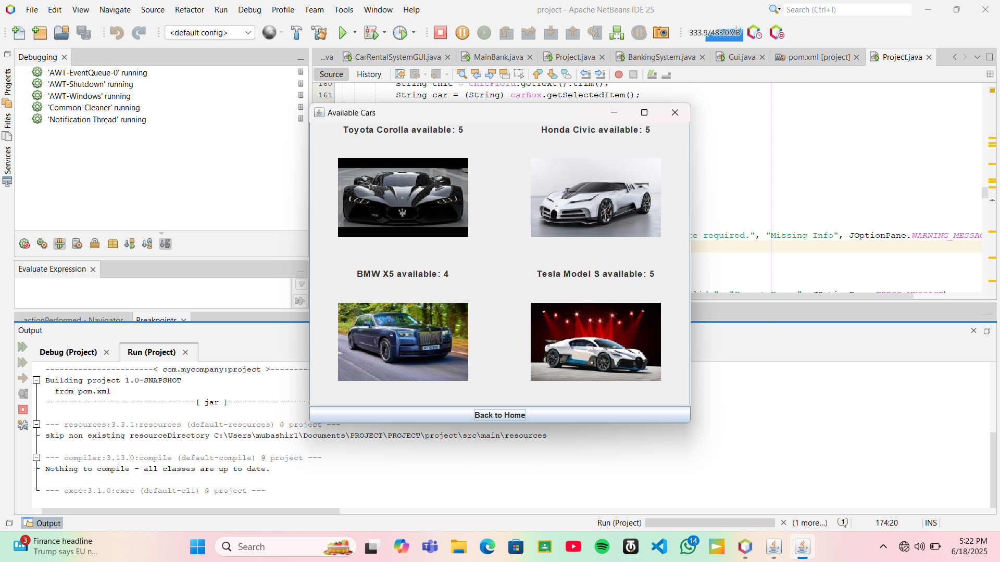 File Edit View Navigate Source Refactor Run Debug Profile Team Tools Window Help
project - Apache NetBeans IDE 25
Search (Ctrl+I)
<default config>
333.9/483.0MB
Debugging
...va CarRentalSystemGUI.java MainBank.java Project.java BankingSystem.java Gui.java pom.xml [project] Project.java
Source History
Projects
Files
Services
'AWT-EventQueue-0' running
'AWT-Shutdown' running
'AWT-Windows' running
'Common-Cleaner' running
'Notification Thread' running
160 String cnic = cnicField.getText().trim();
161 String car = (String) carBox.getSelectedItem();
re required.", "Missing Info", JOptionPane.WARNING_MESSAG
Available Cars
Toyota Corolla available: 5
Honda Civic available: 5
BMW X5 available: 4
Tesla Model S available: 5
Back to Home
Evaluate Expression
actionPerformed - Navigator
Breakpoints
Output
Debug (Project)
Run (Project)
-----------------------< com.mycompany:project >---------
Building project 1.0-SNAPSHOT
from pom.xml
--------------------------------[ jar ]------------------
--- resources:3.3.1:resources (default-resources) @ project ---
skip non existing resourceDirectory C:\Users\mubashir1\Documents\PROJECT\PROJECT\project\src\main\resources
--- compiler:3.13.0:compile (default-compile) @ project ---
Nothing to compile - all classes are up to date.
--- exec:3.1.0:exec (default-cli) @ project ---
Output
Run (Project)
(1 more...)
1
174:20
INS
3
Finance headline
Trump says EU n...
Search
14
5:22 PM
6/18/2025